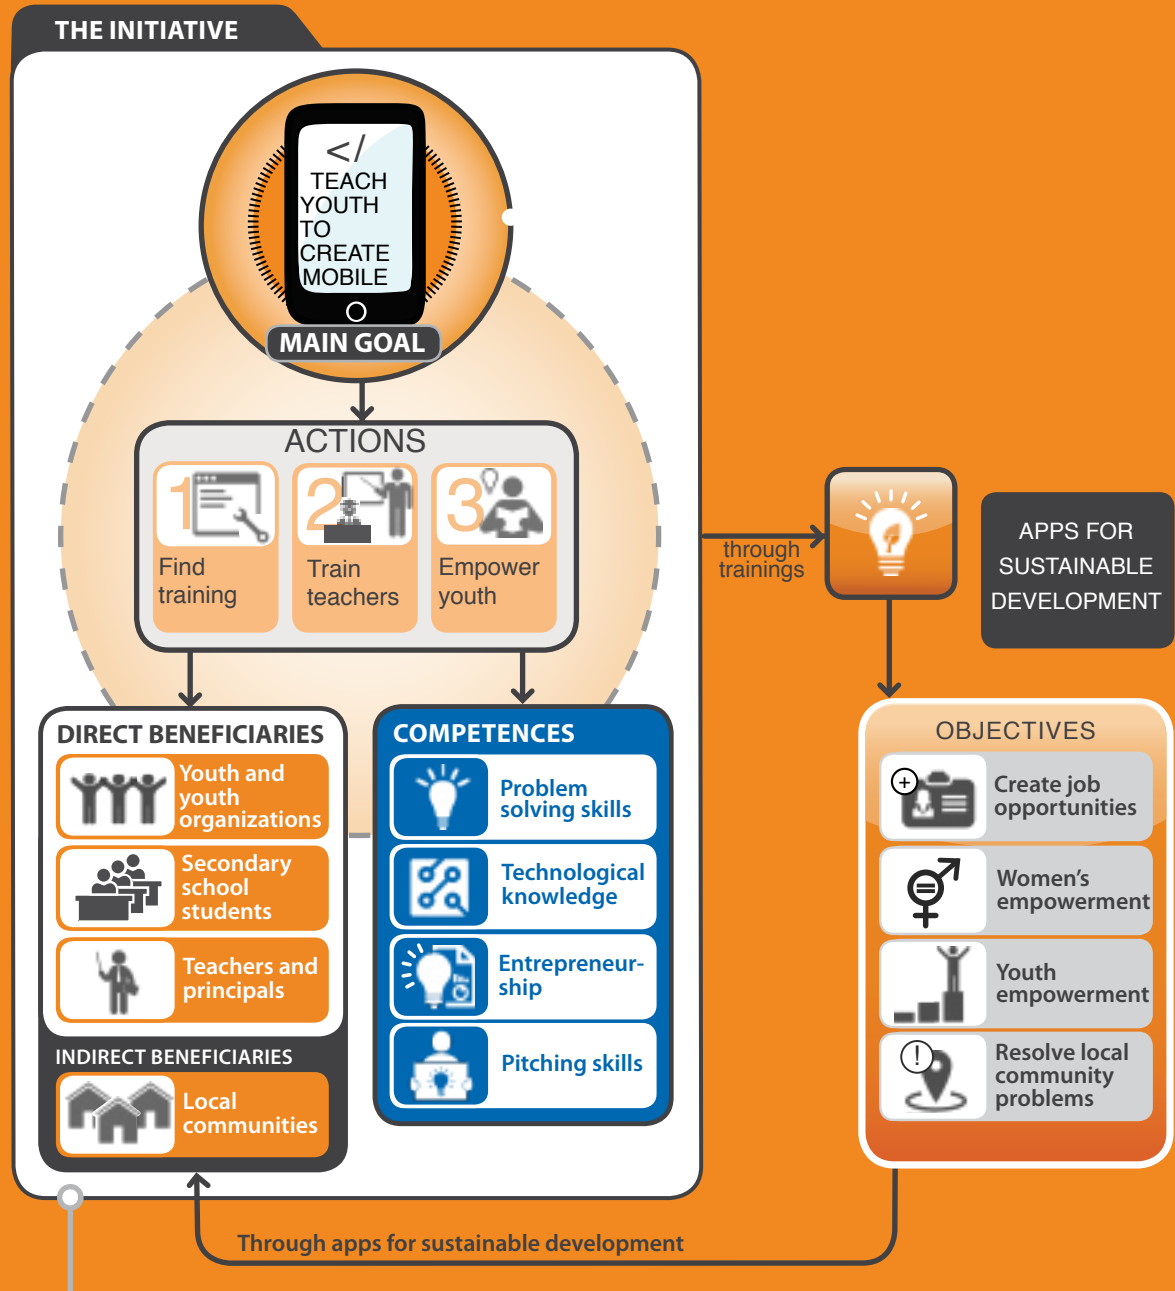 THE INITIATIVE
</
TEACH
YOUTH
TO
CREATE
MOBILE
MAIN GOAL
ACTIONS
1
Find
training
2
Train
teachers
3
Empower
youth
through
trainings
APPS FOR
SUSTAINABLE
DEVELOPMENT
DIRECT BENEFICIARIES
Youth and
youth
organizations
Secondary
school
students
Teachers and
principals
INDIRECT BENEFICIARIES
Local
communities
COMPETENCES
Problem
solving skills
Technological
knowledge
Entrepreneur-
ship
Pitching skills
OBJECTIVES
+
Create job
opportunities
Women's
empowerment
Youth
empowerment
!
Resolve local
community
problems
Through apps for sustainable development